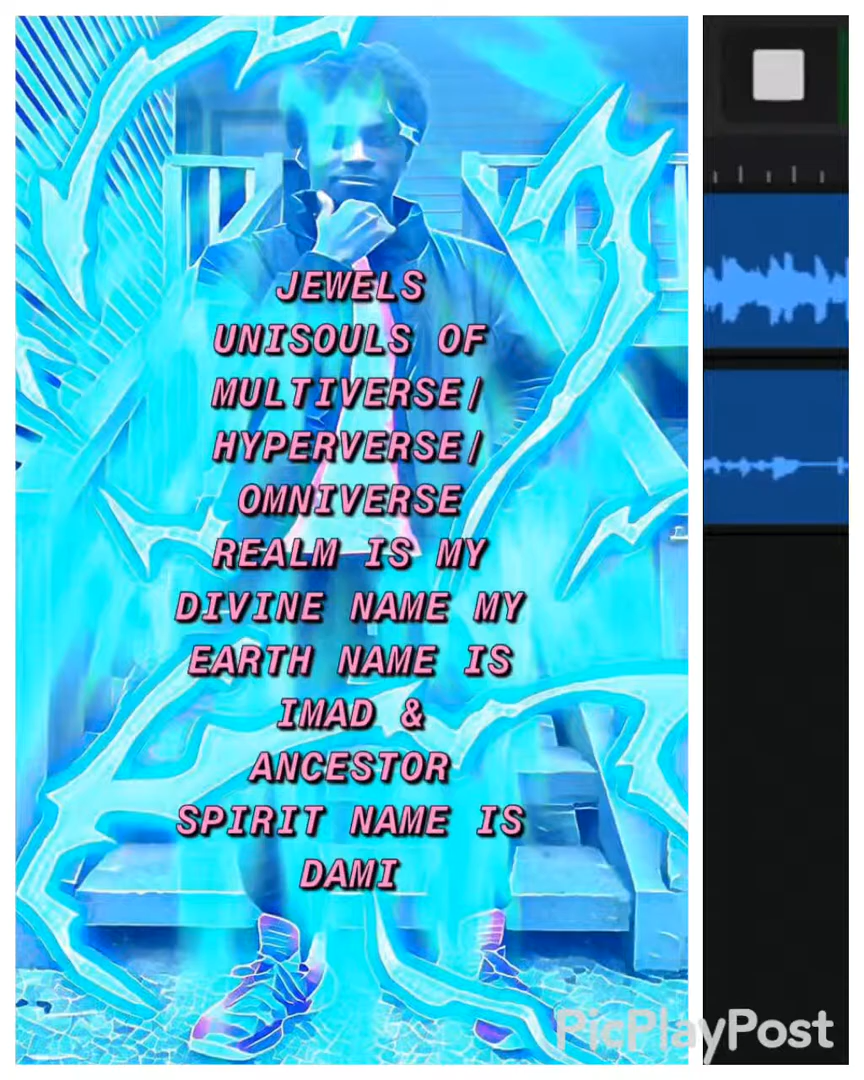 JEWELS
UNISOULS OF
MULTIVERSE/
HYPERVERSE/
OMNIVERSE
REALM IS MY
DIVINE NAME MY
EARTH NAME IS
IMAD &
ANCESTOR
SPIRIT NAME IS
DAMI
PicPlayPost